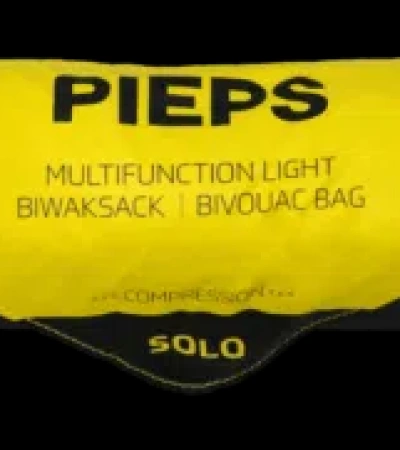 PIEPS
MULTIFUNCTION LIGHT
BIWAKSACK | BIVOUAC BAG
COMPRESSION
SOLO